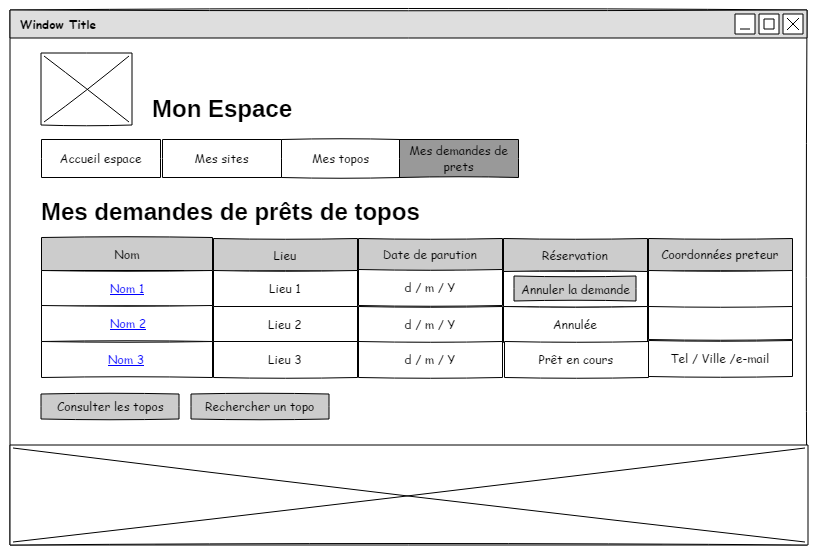 Window Title
Mon Espace
Accueil espace
Mes sites
Mes topos
Mes demandes de
prets
Mes demandes de prêts de topos
Nom
Lieu
Date de parution
Réservation
Coordonnées preteur
Nom 1
Lieu 1
d / m / Y
Annuler la demande
Nom 2
Lieu 2
d / m / Y
Annulée
Nom 3
Lieu 3
d / m / Y
Prêt en cours
Tel / Ville /e-mail
Consulter les topos
Rechercher un topo